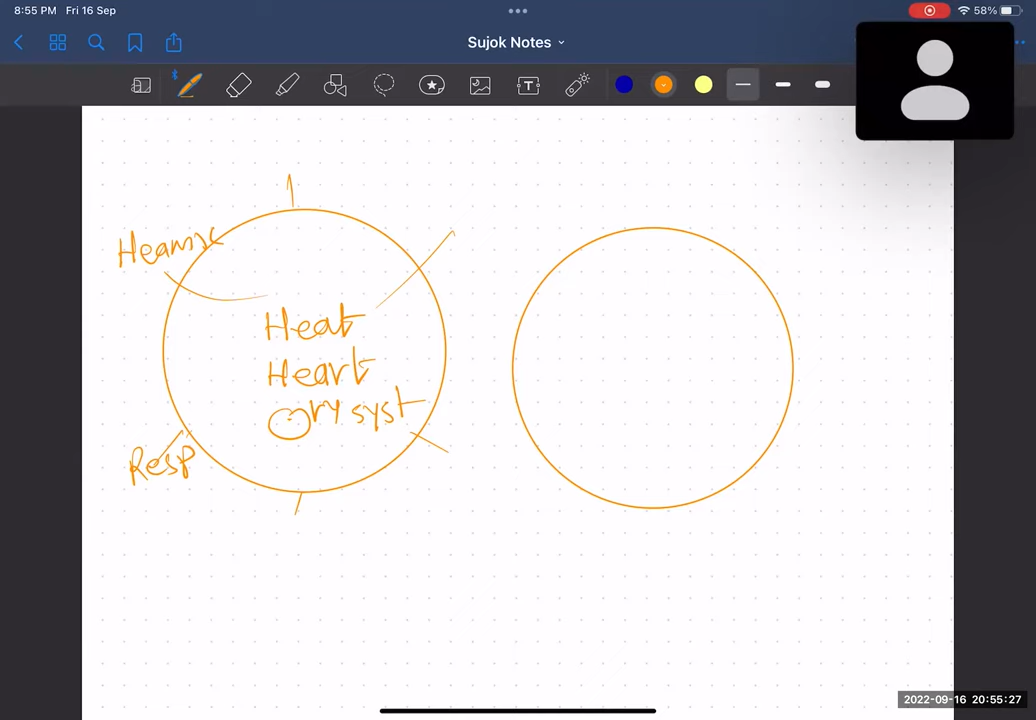 8:55 PM Fri 16 Sep
58%
Sujok Notes
T
Heat
Heart
ry syst
Resp
2022-09-16 20:55:27